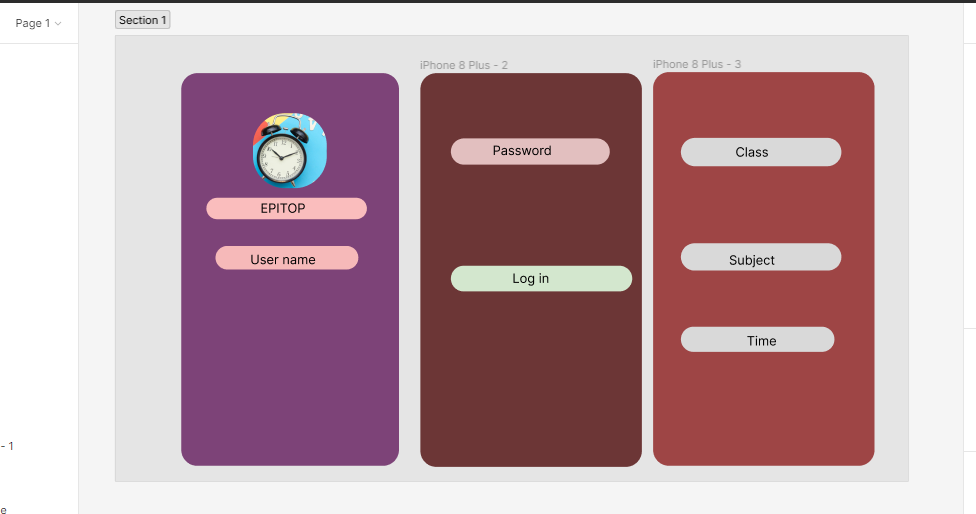 Page 1
Section 1
iPhone 8 Plus - 2
iPhone 8 Plus - 3
EPITOP
User name
Password
Log in
Class
Subject
Time
- 1
e